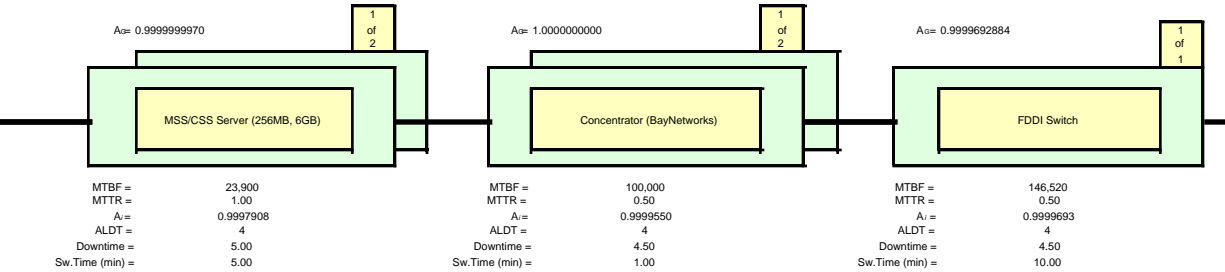 AG= 0.9999999970
1
of
2
MSS/CSS Server (256MB, 6GB)
MTBF = 23,900
MTTR = 1.00
Ai = 0.9997908
ALDT = 4
Downtime = 5.00
Sw.Time (min) = 5.00
AG= 1.0000000000
1
of
2
Concentrator (BayNetworks)
MTBF = 100,000
MTTR = 0.50
Ai = 0.9999550
ALDT = 4
Downtime = 4.50
Sw.Time (min) = 1.00
AG= 0.9999692884
1
of
1
FDDI Switch
MTBF = 146,520
MTTR = 0.50
Ai = 0.9999693
ALDT = 4
Downtime = 4.50
Sw.Time (min) = 10.00